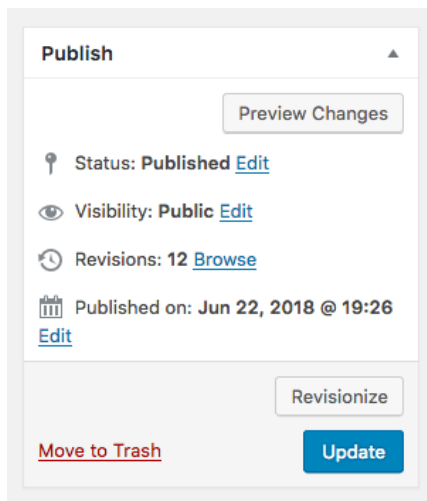 Publish
Preview Changes
Status: Published Edit
Visibility: Public Edit
Revisions: 12 Browse
Published on: Jun 22, 2018 @ 19:26
Edit
Revisionize
Move to Trash Update